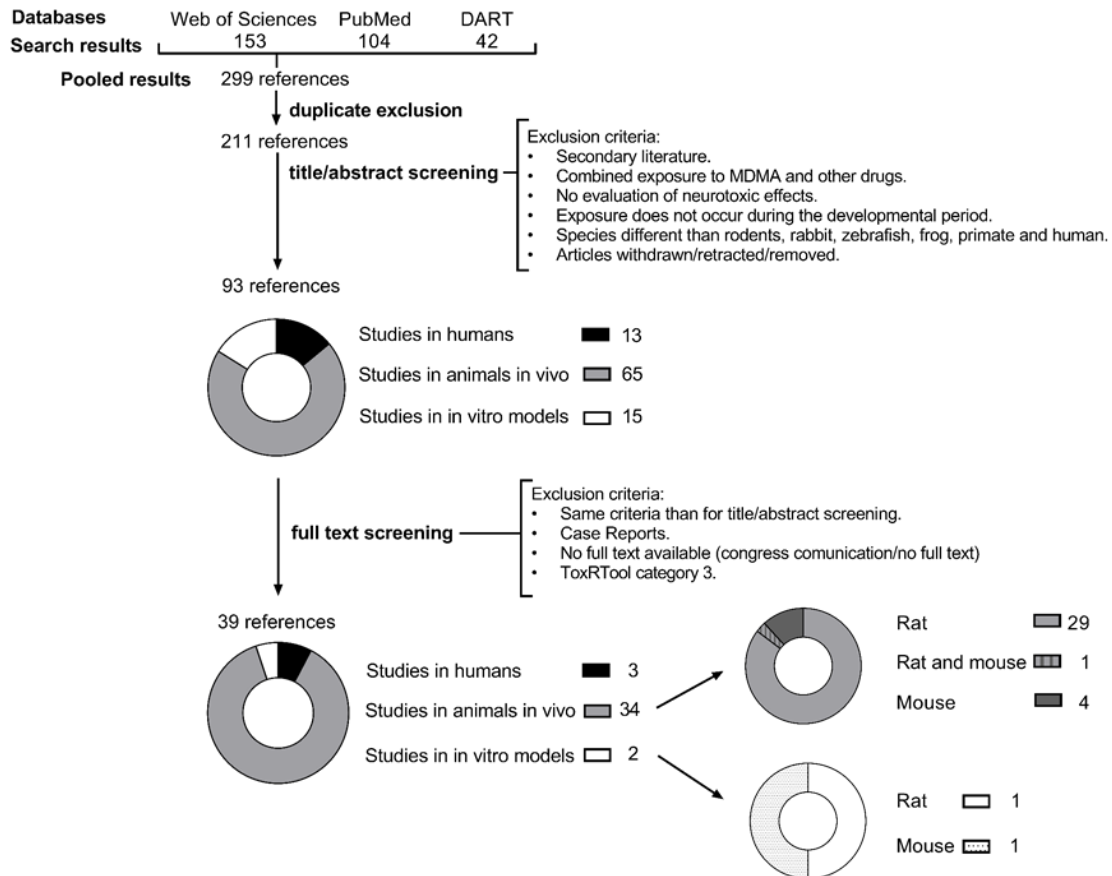 Databases Web of Sciences PubMed DART
Search results 153 104 42
Pooled results 299 references
duplicate exclusion
211 references
title/abstract screening
Exclusion criteria:
• Secondary literature.
• Combined exposure to MDMA and other drugs.
• No evaluation of neurotoxic effects.
• Exposure does not occur during the developmental period.
• Species different than rodents, rabbit, zebrafish, frog, primate and human.
• Articles withdrawn/retracted/removed.
93 references
Studies in humans 13
Studies in animals in vivo 65
Studies in in vitro models 15
full text screening
Exclusion criteria:
• Same criteria than for title/abstract screening.
• Case Reports.
• No full text available (congress comunication/no full text)
• ToxRTool category 3.
39 references
Studies in humans 3
Studies in animals in vivo 34
Studies in in vitro models 2
Rat 29
Rat and mouse 1
Mouse 4
Rat 1
Mouse 1